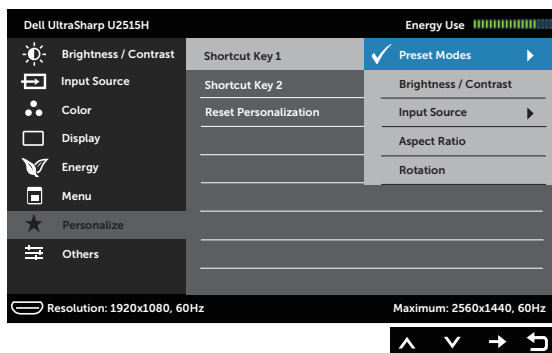 Dell UltraSharp U2515H
Energy Use
Brightness / Contrast
Input Source
Color
Display
Energy
Menu
Personalize
Others
Shortcut Key 1
Shortcut Key 2
Reset Personalization
Preset Modes
Brightness / Contrast
Input Source
Aspect Ratio
Rotation
Resolution: 1920x1080, 60Hz
Maximum: 2560x1440, 60Hz